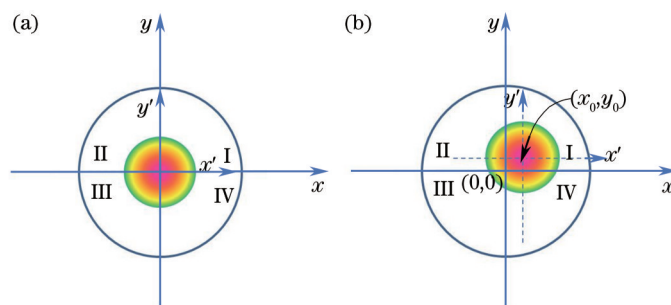 (a)
y
y′
II
I
x′
x
III
IV
(b)
y
y′
(x₀,y₀)
II
I
x′
III
(0,0)
IV
x